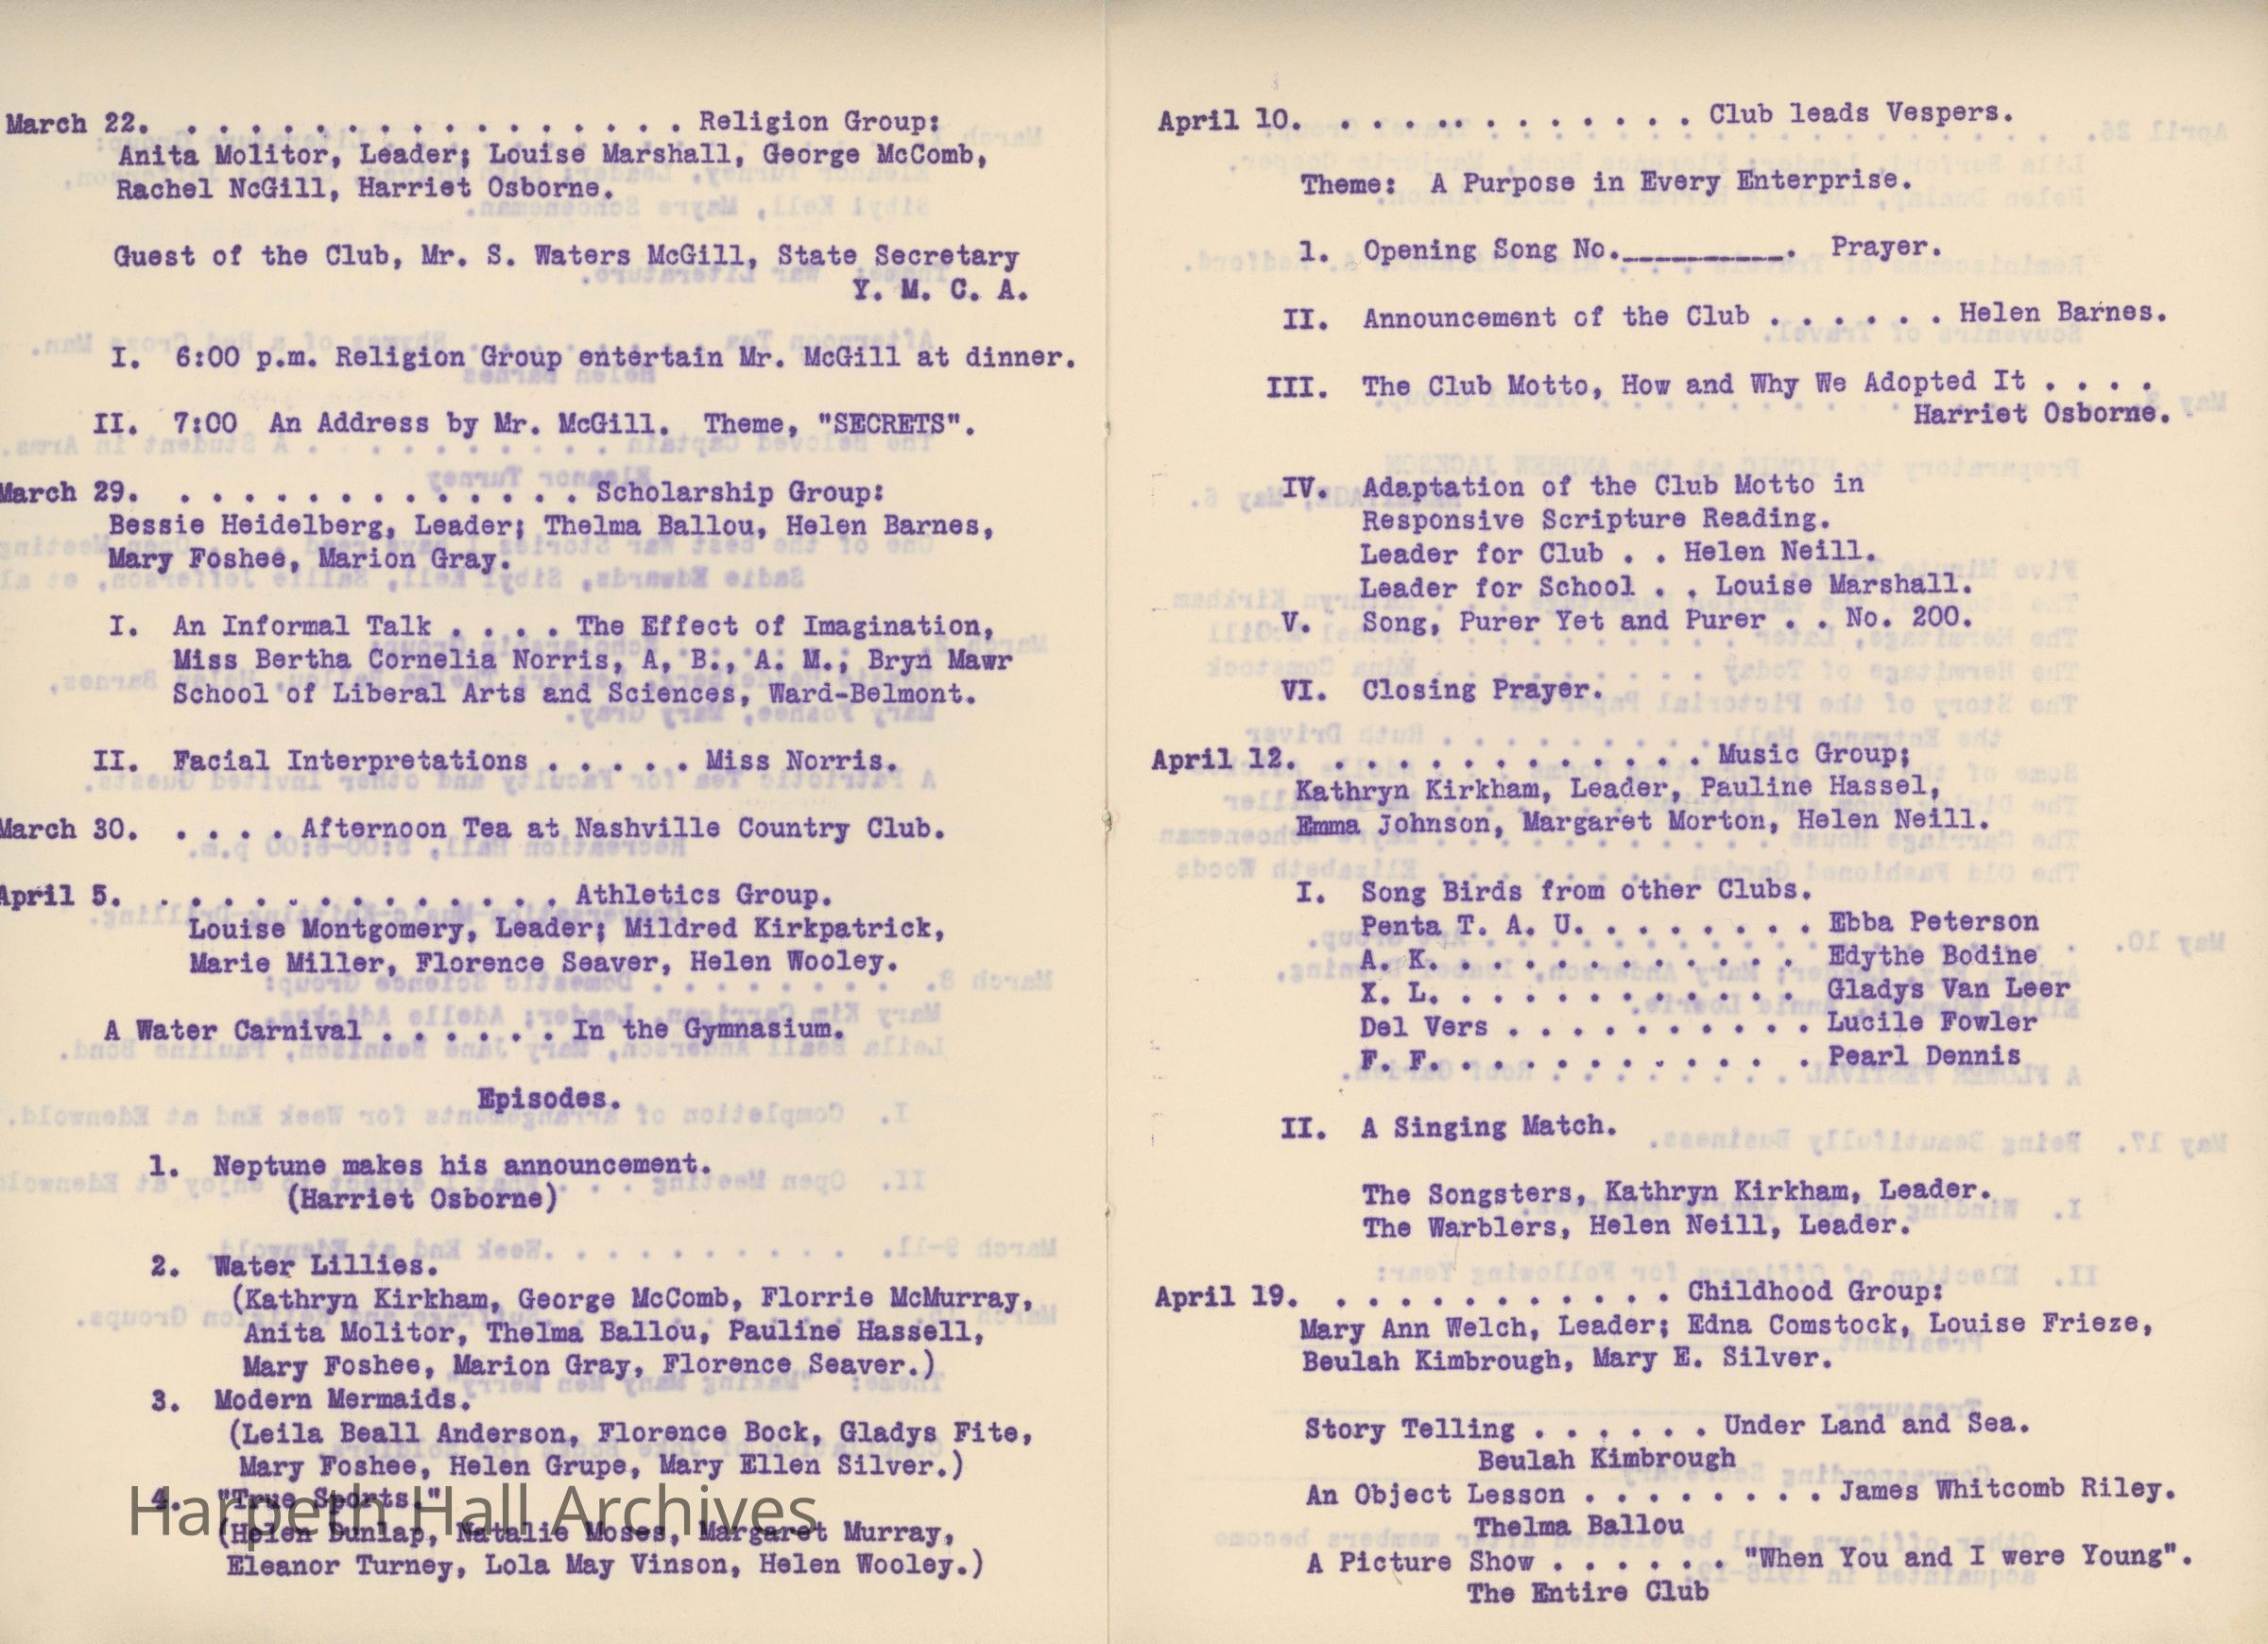 March 22. . . . . . . . . . . . . . . . . . Religion Group:
Anita Molitor, Leader; Louise Marshall, George McComb,
Rachel NcGill, Harriet Osborne.
Guest of the Club, Mr. S. Waters McGill, State Secretary
Y. M. C. A.
I. 6:00 p.m. Religion Group entertain Mr. McGill at dinner.
II. 7:00 An Address by Mr. McGill. Theme, "SECRETS".
March 29. . . . . . . . . . . . . . Scholarship Group:
Bessie Heidelberg, Leader; Thelma Ballou, Helen Barnes,
Mary Foshee, Marion Gray.
I. An Informal Talk . . . . The Effect of Imagination,
Miss Bertha Cornelia Norris, A, B., A. M., Bryn Mawr
School of Liberal Arts and Sciences, Ward-Belmont.
II. Facial Interpretations . . . . . Miss Norris.
March 30. . . . . Afternoon Tea at Nashville Country Club.
April 5. . . . . . . . . . . . . . Athletics Group.
Louise Montgomery, Leader; Mildred Kirkpatrick,
Marie Miller, Florence Seaver, Helen Wooley.
A Water Carnival . . . . . . In the Gymnasium.
Episodes.
1. Neptune makes his announcement.
(Harriet Osborne)
2. Water Lillies.
(Kathryn Kirkham, George McComb, Florrie McMurray,
Anita Molitor, Thelma Ballou, Pauline Hassell,
Mary Foshee, Marion Gray, Florence Seaver.)
3. Modern Mermaids.
(Leila Beall Anderson, Florence Bock, Gladys Fite,
Mary Foshee, Helen Grupe, Mary Ellen Silver.)
4. "True Sports."
(Helen Dunlap, Natalie Moses, Margaret Murray,
Eleanor Turney, Lola May Vinson, Helen Wooley.)
Harpeth Hall Archives
April 10. . . . . . . . . . . . . Club leads Vespers.
Theme: A Purpose in Every Enterprise.
1. Opening Song No.__________. Prayer.
II. Announcement of the Club . . . . . . Helen Barnes.
III. The Club Motto, How and Why We Adopted It . . . .
Harriet Osborne.
IV. Adaptation of the Club Motto in
Responsive Scripture Reading.
Leader for Club . . Helen Neill.
Leader for School . . Louise Marshall.
V. Song, Purer Yet and Purer . . No. 200.
VI. Closing Prayer.
April 12. . . . . . . . . . . . . . Music Group;
Kathryn Kirkham, Leader, Pauline Hassel,
Emma Johnson, Margaret Morton, Helen Neill.
I. Song Birds from other Clubs.
Penta T. A. U. . . . . . . . . Ebba Peterson
A. K. . . . . . . . . . . . Edythe Bodine
X. L. . . . . . . . . . . . Gladys Van Leer
Del Vers . . . . . . . . . . Lucile Fowler
F. F. . . . . . . . . . . . . Pearl Dennis
II. A Singing Match.
The Songsters, Kathryn Kirkham, Leader.
The Warblers, Helen Neill, Leader.
April 19. . . . . . . . . . . . Childhood Group:
Mary Ann Welch, Leader; Edna Comstock, Louise Frieze,
Beulah Kimbrough, Mary E. Silver.
Story Telling . . . . . . Under Land and Sea.
Beulah Kimbrough
An Object Lesson . . . . . . . . James Whitcomb Riley.
Thelma Ballou
A Picture Show . . . . . . "When You and I were Young".
The Entire Club